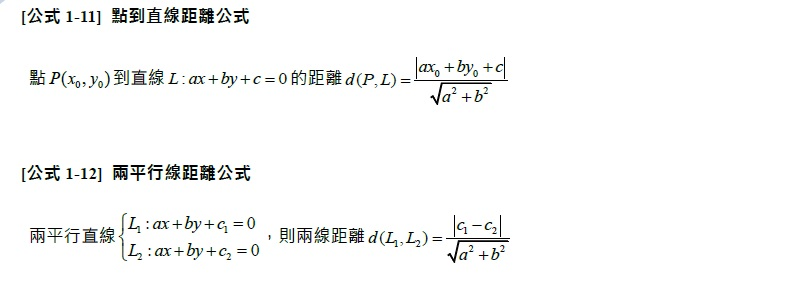 [公式 1-11] 點到直線距離公式
點 P(x₀, y₀) 到直線 L : ax + by + c = 0 的距離 d(P, L) = |ax₀ + by₀ + c| / √(a² + b²)
[公式 1-12] 兩平行線距離公式
兩平行直線 { L₁ : ax + by + c₁ = 0
L₂ : ax + by + c₂ = 0 ，則兩線距離 d(L₁, L₂) = |c₁ − c₂| / √(a² + b²)